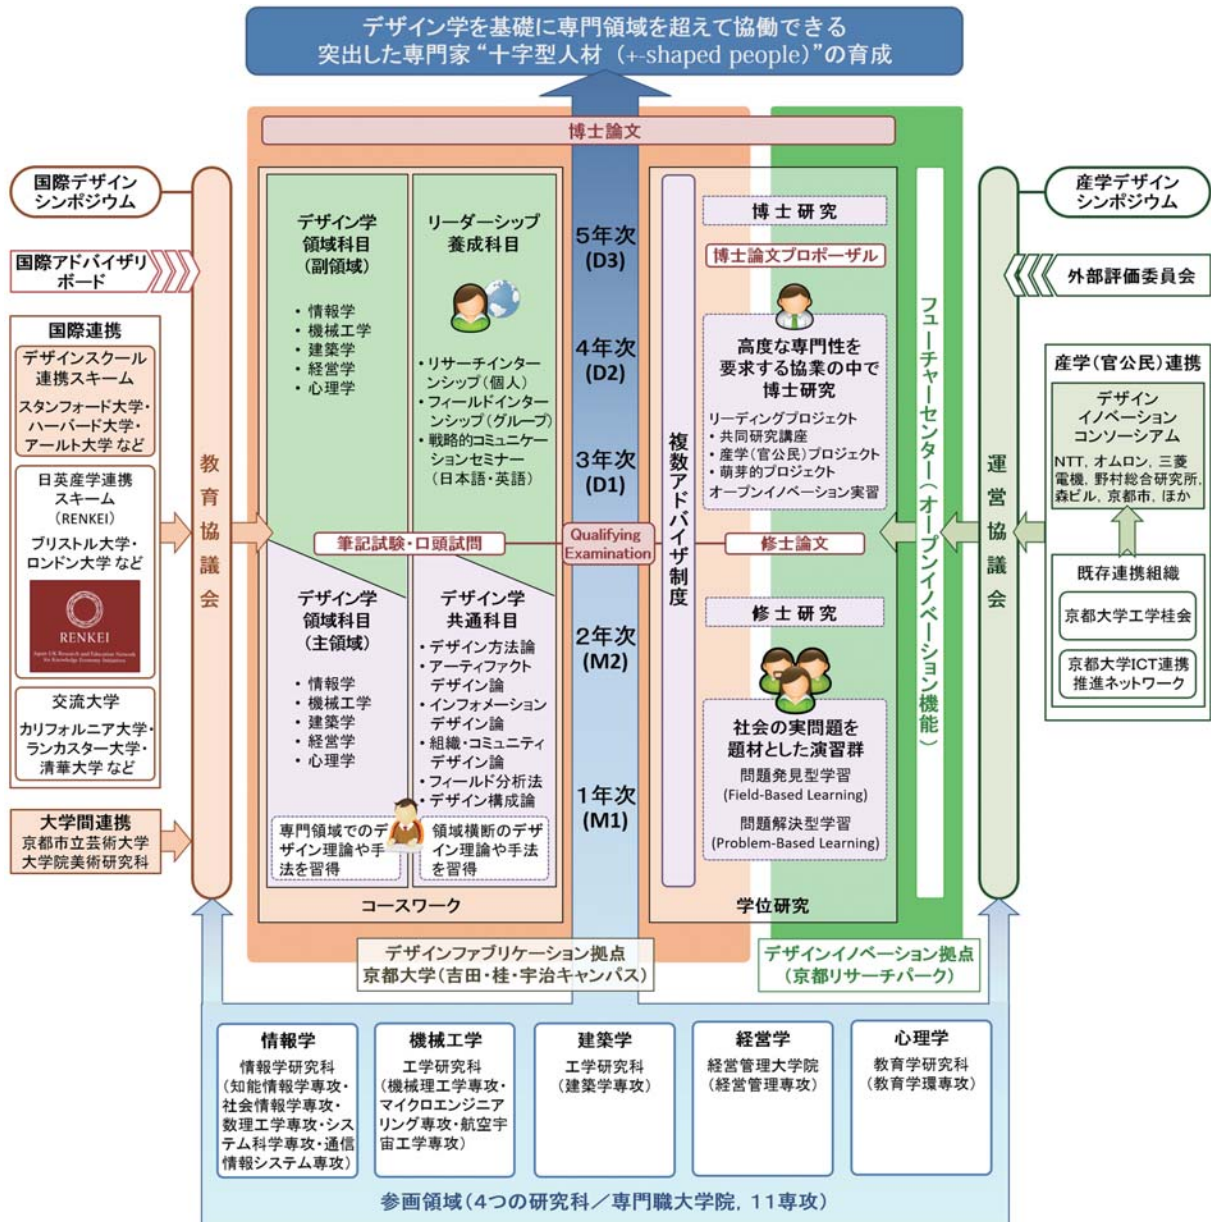 デザイン学を基礎に専門領域を超えて協働できる
突出した専門家“十字型人材（+-shaped people）”の育成
博士論文
国際デザイン
シンポジウム
国際アドバイザリ
ボード
国際連携
デザインスクール
連携スキーム
スタンフォード大学・
ハーバード大学・
アールト大学 など
日英産学連携
スキーム
（RENKEI）
ブリストル大学・
ロンドン大学 など
RENKEI
Japan-UK Research and Education Network
for Knowledge Economy Initiatives
交流大学
カリフォルニア大学・
ランカスター大学・
清華大学 など
大学間連携
京都市立芸術大学
大学院美術研究科
教育協議会
デザイン学
領域科目
(副領域)
・情報学
・機械工学
・建築学
・経営学
・心理学
リーダーシップ
養成科目
・リサーチインター
ンシップ(個人)
・フィールドインター
ンシップ(グループ)
・戦略的コミュニケー
ションセミナー
(日本語・英語)
筆記試験・口頭試問
デザイン学
領域科目
(主領域)
・情報学
・機械工学
・建築学
・経営学
・心理学
専門領域でのデ
ザイン理論や手
法を習得
デザイン学
共通科目
・デザイン方法論
・アーティファクト
デザイン論
・インフォメーション
デザイン論
・組織・コミュニティ
デザイン論
・フィールド分析法
・デザイン構成論
領域横断のデザ
イン理論や手法
を習得
コースワーク
5年次
(D3)
4年次
(D2)
3年次
(D1)
Qualifying
Examination
2年次
(M2)
1年次
(M1)
複数アドバイザ制度
博士研究
博士論文プロポーザル
高度な専門性を
要求する協業の中で
博士研究
リーディングプロジェクト
・共同研究講座
・産学(官公民)プロジェクト
・萌芽的プロジェクト
オープンイノベーション実習
修士論文
修士研究
社会の実問題を
題材とした演習群
問題発見型学習
(Field-Based Learning)
問題解決型学習
(Problem-Based Learning)
学位研究
フューチャーセンター(オープンイノベーション機能)
運営協議会
産学デザイン
シンポジウム
外部評価委員会
産学(官公民)連携
デザイン
イノベーション
コンソーシアム
NTT, オムロン, 三菱
電機, 野村総合研究所,
森ビル, 京都市, ほか
既存連携組織
京都大学工学桂会
京都大学ICT連携
推進ネットワーク
デザインファブリケーション拠点
京都大学(吉田・桂・宇治キャンパス)
デザインイノベーション拠点
(京都リサーチパーク)
情報学
情報学研究科
(知能情報学専攻・
社会情報学専攻・
数理工学専攻・シス
テム科学専攻・通信
情報システム専攻)
機械工学
工学研究科
(機械理工学専攻・
マイクロエンジニア
リング専攻・航空宇
宙工学専攻)
建築学
工学研究科
(建築学専攻)
経営学
経営管理大学院
(経営管理専攻)
心理学
教育学研究科
(教育学環専攻)
参画領域(4つの研究科／専門職大学院, 11専攻)